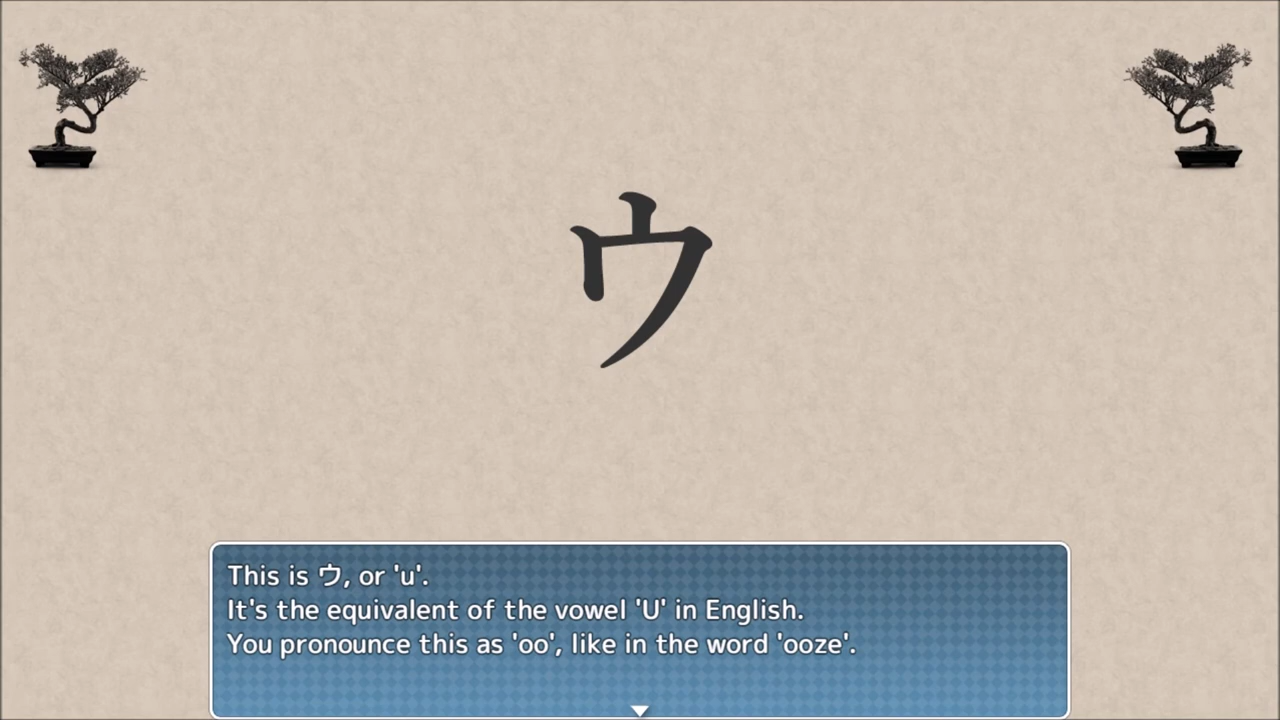 ウ
This is ウ, or 'u'.
It's the equivalent of the vowel 'U' in English.
You pronounce this as 'oo', like in the word 'ooze'.